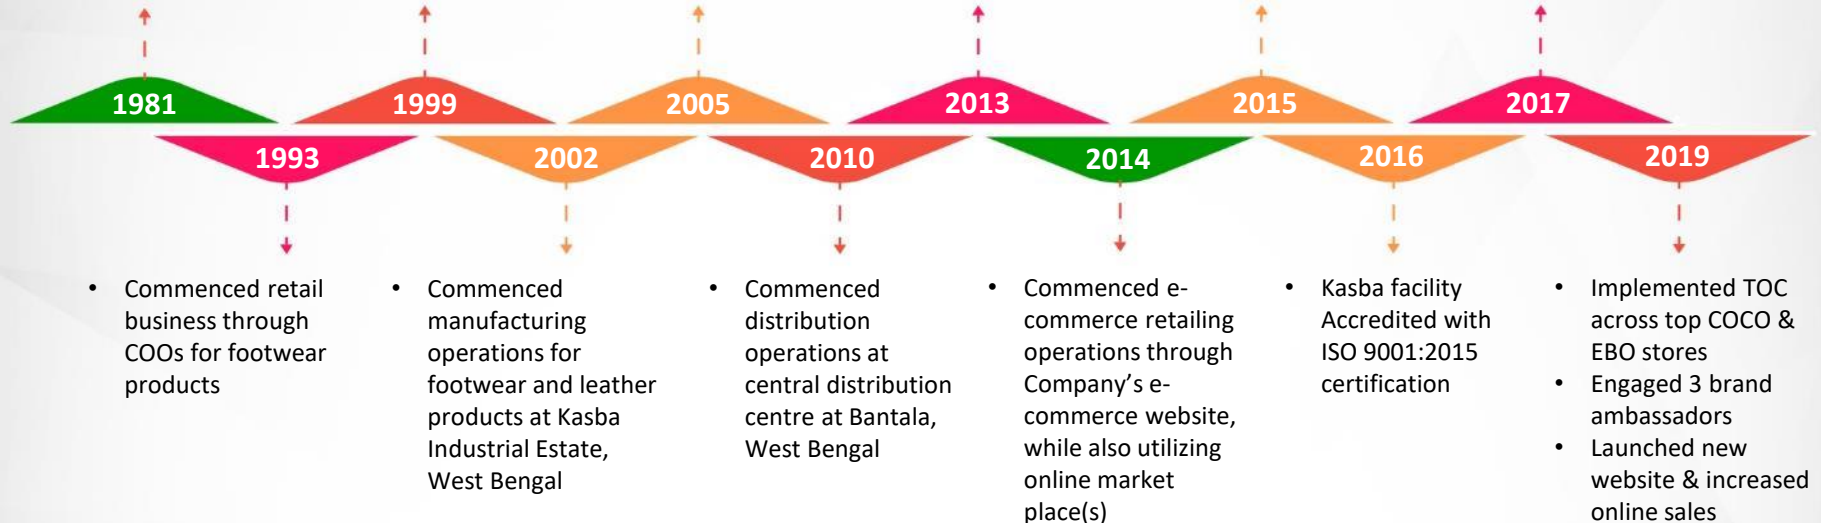 1981
1999
2005
2013
2015
2017
1993
2002
2010
2014
2016
2019
• Commenced retail
business through
COOs for footwear
products
• Commenced
manufacturing
operations for
footwear and leather
products at Kasba
Industrial Estate,
West Bengal
• Commenced
distribution
operations at
central distribution
centre at Bantala,
West Bengal
• Commenced e-
commerce retailing
operations through
Company's e-
commerce website,
while also utilizing
online market
place(s)
• Kasba facility
Accredited with
ISO 9001:2015
certification
• Implemented TOC
across top COCO &
EBO stores
• Engaged 3 brand
ambassadors
• Launched new
website & increased
online sales